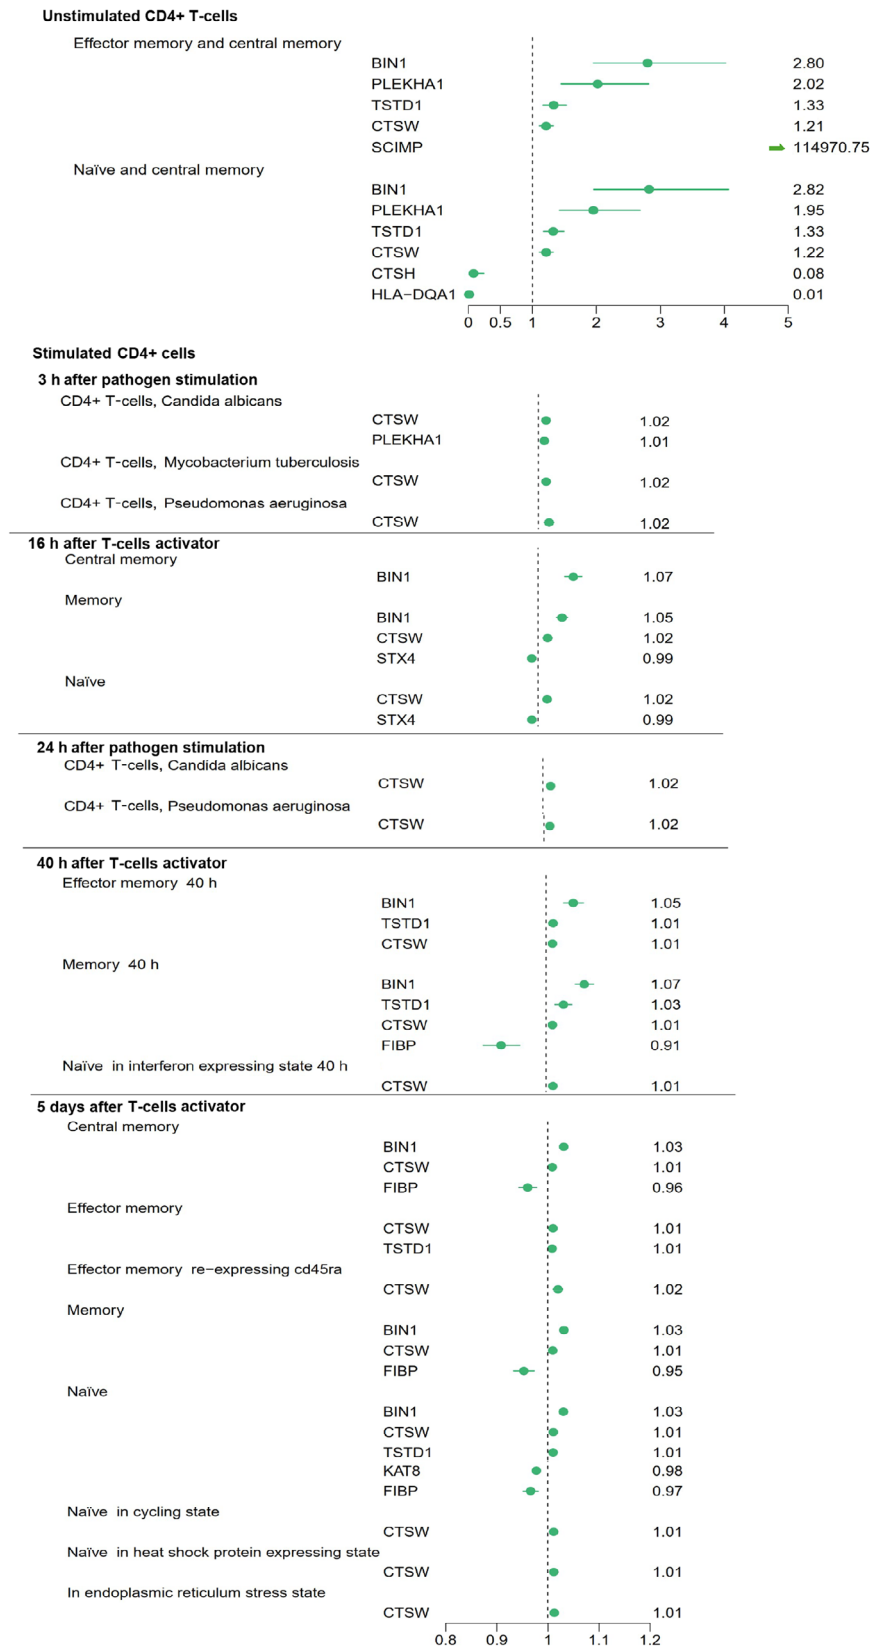 Unstimulated CD4+ T-cells
Effector memory and central memory
BIN1 2.80
PLEKHA1 2.02
TSTD1 1.33
CTSW 1.21
SCIMP 114970.75
Naïve and central memory
BIN1 2.82
PLEKHA1 1.95
TSTD1 1.33
CTSW 1.22
CTSH 0.08
HLA−DQA1 0.01
0 0.5 1 2 3 4 5
Stimulated CD4+ cells
3 h after pathogen stimulation
CD4+ T-cells, Candida albicans
CTSW 1.02
PLEKHA1 1.01
CD4+ T-cells, Mycobacterium tuberculosis
CTSW 1.02
CD4+ T-cells, Pseudomonas aeruginosa
CTSW 1.02
16 h after T-cells activator
Central memory
BIN1 1.07
Memory
BIN1 1.05
CTSW 1.02
STX4 0.99
Naïve
CTSW 1.02
STX4 0.99
24 h after pathogen stimulation
CD4+ T-cells, Candida albicans
CTSW 1.02
CD4+ T-cells, Pseudomonas aeruginosa
CTSW 1.02
40 h after T-cells activator
Effector memory 40 h
BIN1 1.05
TSTD1 1.01
CTSW 1.01
Memory 40 h
BIN1 1.07
TSTD1 1.03
CTSW 1.01
FIBP 0.91
Naïve in interferon expressing state 40 h
CTSW 1.01
5 days after T-cells activator
Central memory
BIN1 1.03
CTSW 1.01
FIBP 0.96
Effector memory
CTSW 1.01
TSTD1 1.01
Effector memory re−expressing cd45ra
CTSW 1.02
Memory
BIN1 1.03
CTSW 1.01
FIBP 0.95
Naïve
BIN1 1.03
CTSW 1.01
TSTD1 1.01
KAT8 0.98
FIBP 0.97
Naïve in cycling state
CTSW 1.01
Naïve in heat shock protein expressing state
CTSW 1.01
In endoplasmic reticulum stress state
CTSW 1.01
0.8 0.9 1 1.1 1.2